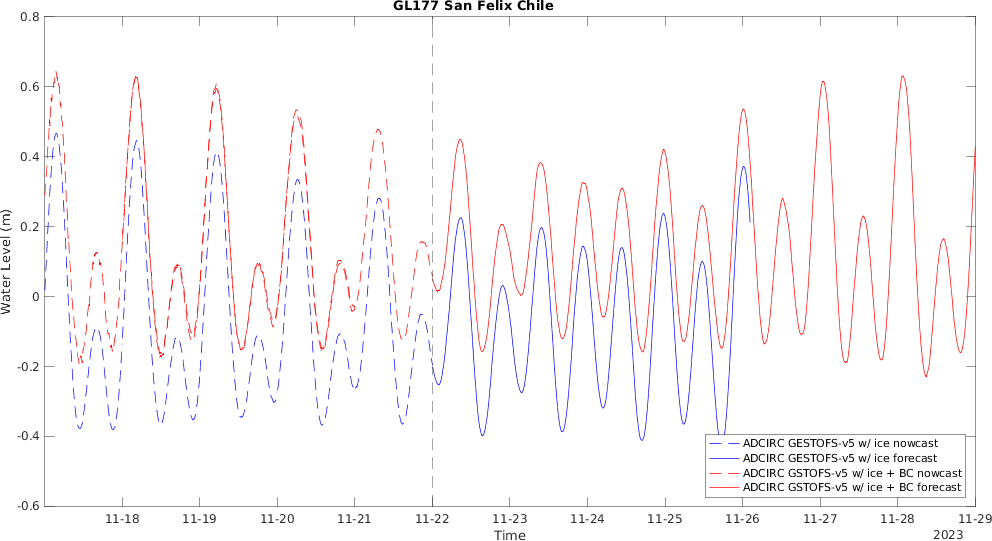 GL177 San Felix Chile
0.8
0.6
0.4
0.2
0
-0.2
-0.4
-0.6
Water Level (m)
11-18 11-19 11-20 11-21 11-22 11-23 11-24 11-25 11-26 11-27 11-28 11-29
Time
2023
ADCIRC GESTOFS-v5 w/ ice nowcast
ADCIRC GESTOFS-v5 w/ ice forecast
ADCIRC GSTOFS-v5 w/ ice + BC nowcast
ADCIRC GSTOFS-v5 w/ ice + BC forecast